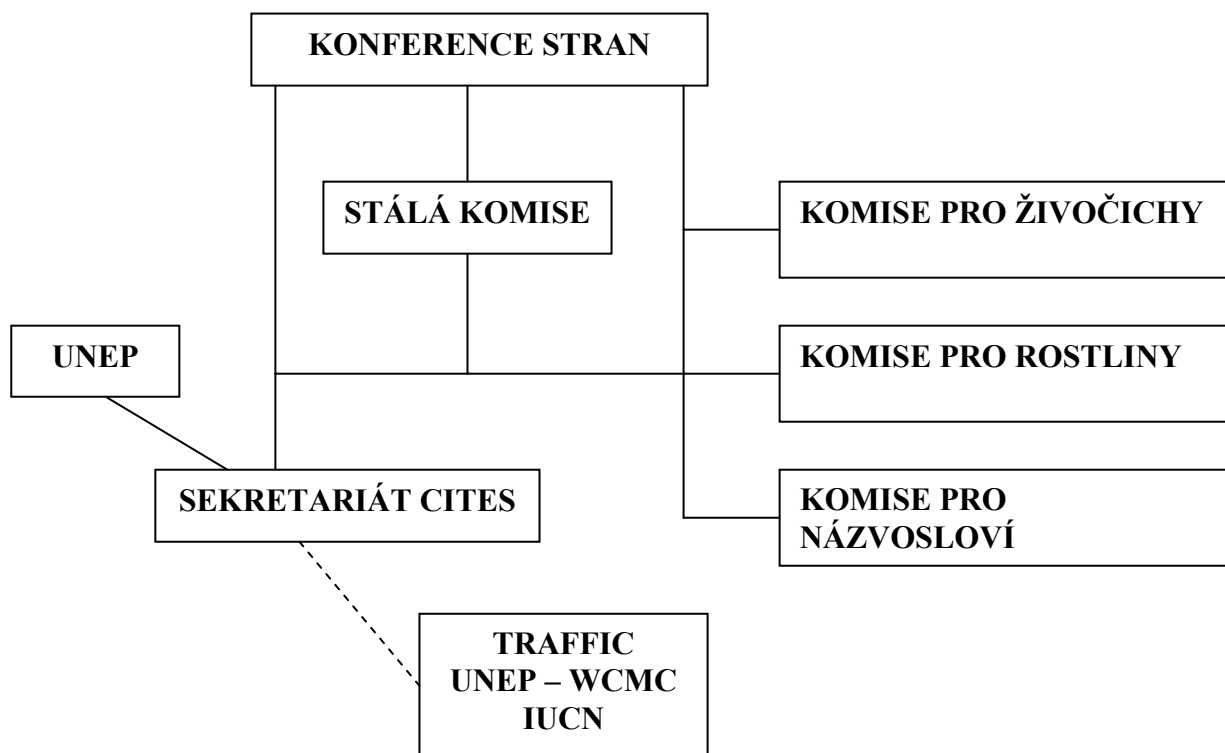 KONFERENCE STRAN
STÁLÁ KOMISE
KOMISE PRO ŽIVOČICHY
UNEP
KOMISE PRO ROSTLINY
SEKRETARIÁT CITES
KOMISE PRO
NÁZVOSLOVÍ
TRAFFIC
UNEP – WCMC
IUCN